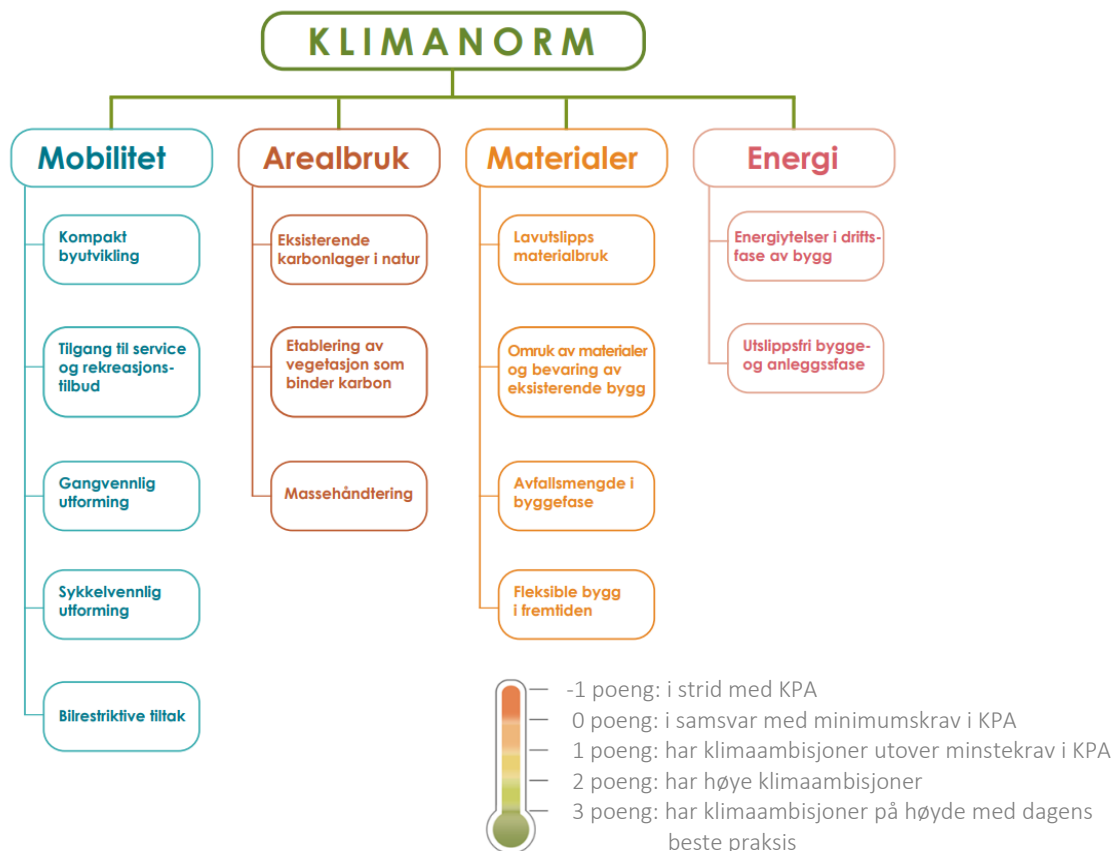 KLIMANORM
Mobilitet
Kompakt
byutvikling
Tilgang til service
og rekreasjons-
tilbud
Gangvennlig
utforming
Sykkelvennlig
utforming
Bilrestriktive tiltak
Arealbruk
Eksisterende
karbonlager i natur
Etablering av
vegetasjon som
binder karbon
Massehåndtering
Materialer
Lavutslipps
materialbruk
Omruk av materialer
og bevaring av
eksisterende bygg
Avfallsmengde i
byggefase
Fleksible bygg
i fremtiden
Energi
Energiytelser i drifts-
fase av bygg
Utslippsfri bygge-
og anleggssfase
-1 poeng: i strid med KPA
0 poeng: i samsvar med minimumskrav i KPA
1 poeng: har klimaambisjoner utover minstekrav i KPA
2 poeng: har høye klimaambisjoner
3 poeng: har klimaambisjoner på høyde med dagens
beste praksis